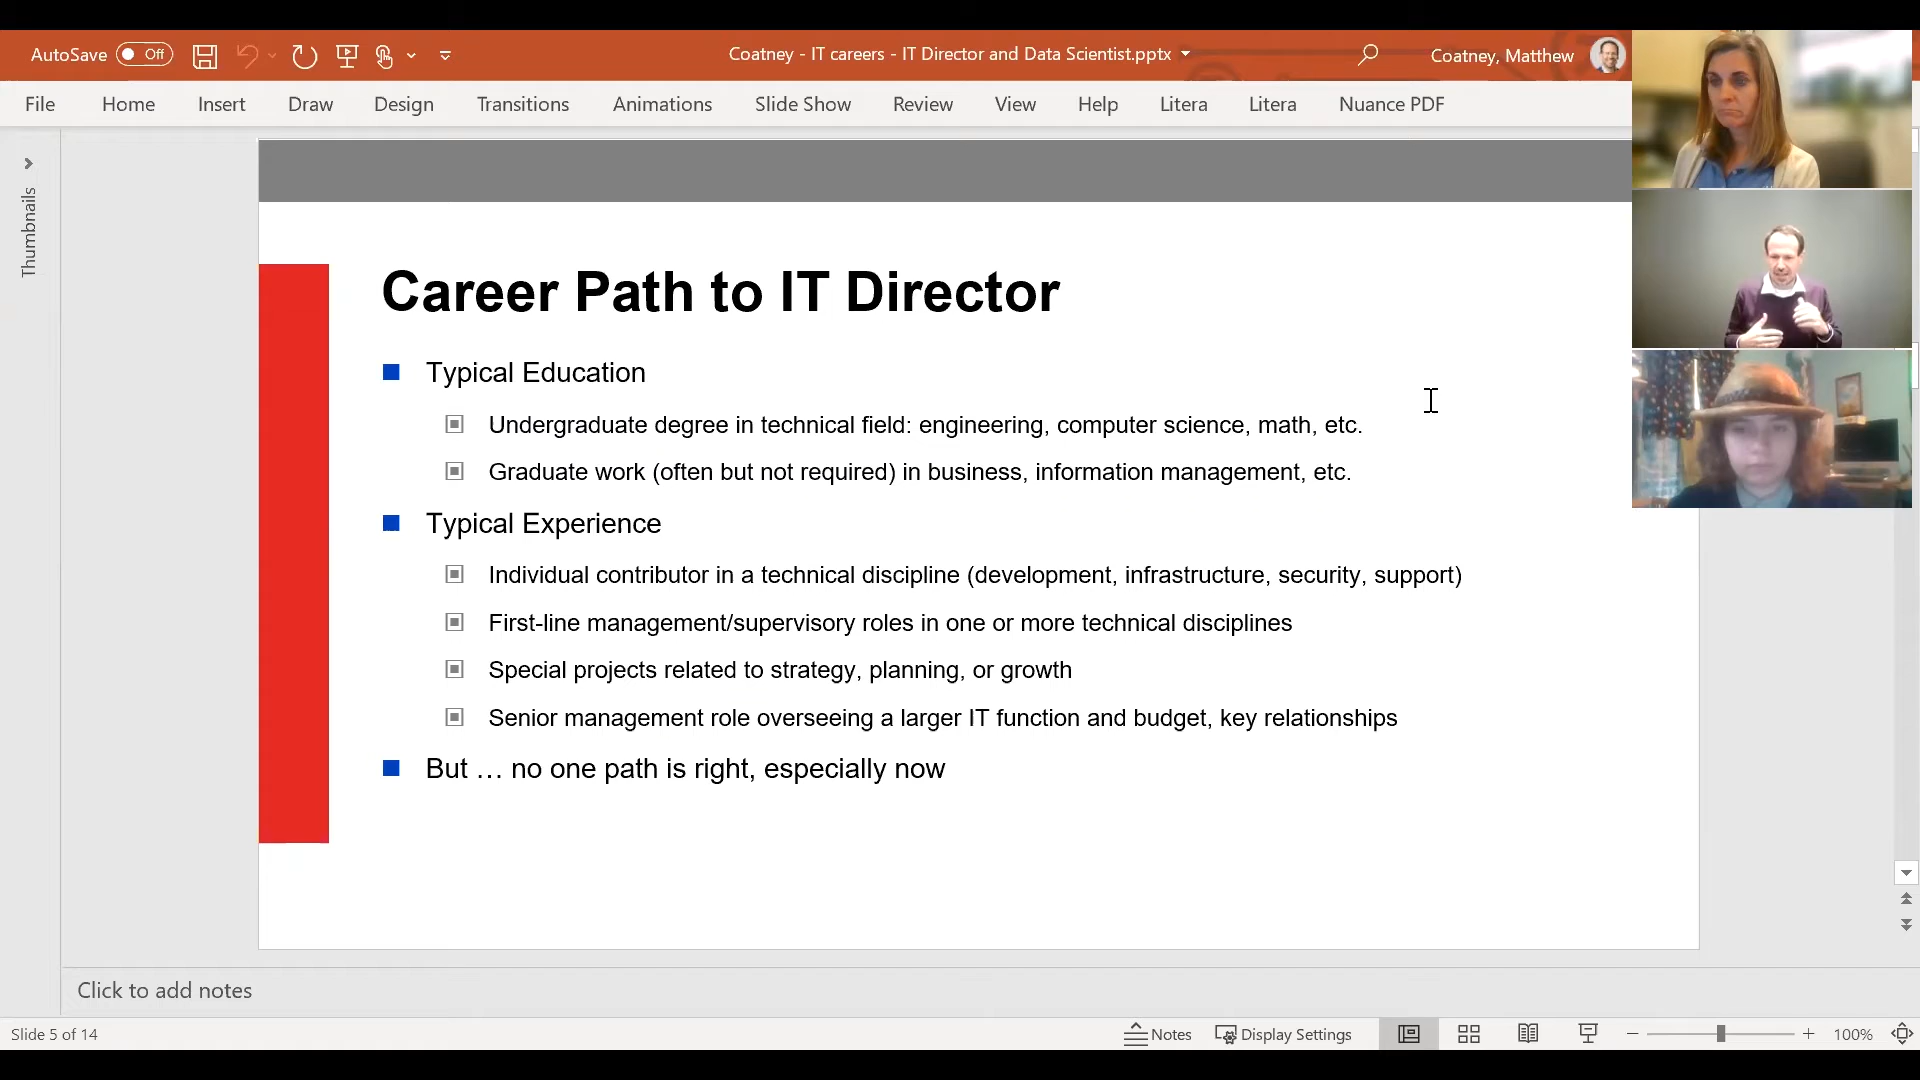 AutoSave Off
Coatney - IT careers - IT Director and Data Scientist.pptx
Coatney, Matthew
File Home Insert Draw Design Transitions Animations Slide Show Review View Help Litera Litera Nuance PDF
Thumbnails
Career Path to IT Director
Typical Education
Undergraduate degree in technical field: engineering, computer science, math, etc.
Graduate work (often but not required) in business, information management, etc.
Typical Experience
Individual contributor in a technical discipline (development, infrastructure, security, support)
First-line management/supervisory roles in one or more technical disciplines
Special projects related to strategy, planning, or growth
Senior management role overseeing a larger IT function and budget, key relationships
But … no one path is right, especially now
Click to add notes
Slide 5 of 14
Notes Display Settings 100%